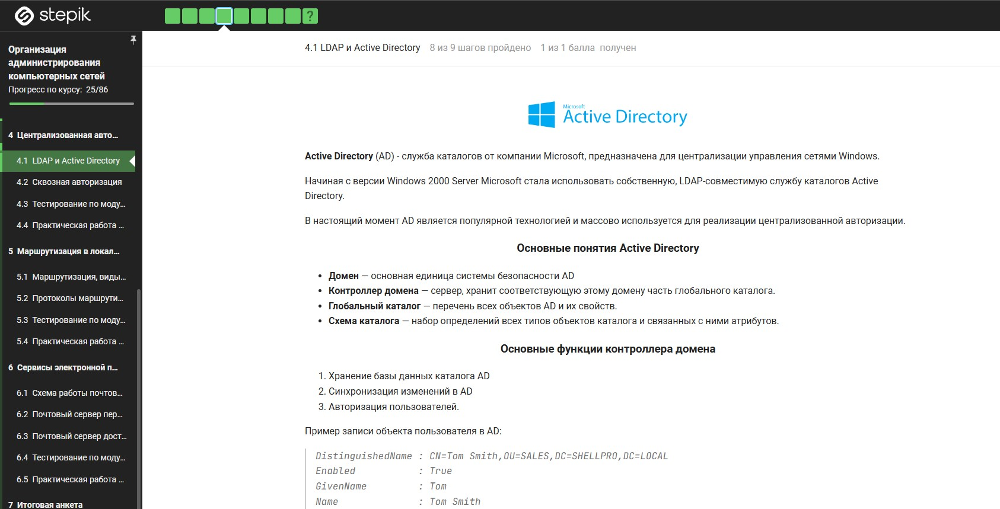 stepik
?
Организация
администрирования
компьютерных сетей
Прогресс по курсу: 25/86
4 Централизованная авто...
4.1 LDAP и Active Directory
4.2 Сквозная авторизация
4.3 Тестирование по моду...
4.4 Практическая работа ...
5 Маршрутизация в локал...
5.1 Маршрутизация, виды...
5.2 Протоколы маршрути...
5.3 Тестирование по моду...
5.4 Практическая работа ...
6 Сервисы электронной п...
6.1 Схема работы почтов...
6.2 Почтовый сервер пер...
6.3 Почтовый сервер дост...
6.4 Тестирование по моду...
6.5 Практическая работа ...
7 Итоговая анкета
4.1 LDAP и Active Directory 8 из 9 шагов пройдено 1 из 1 балла получен
Microsoft
Active Directory
Active Directory (AD) - служба каталогов от компании Microsoft, предназначена для централизации управления сетями Windows.
Начиная с версии Windows 2000 Server Microsoft стала использовать собственную, LDAP-совместимую службу каталогов Active
Directory.
В настоящий момент AD является популярной технологией и массово используется для реализации централизованной авторизации.
Основные понятия Active Directory
• Домен — основная единица системы безопасности AD
• Контроллер домена — сервер, хранит соответствующую этому домену часть глобального каталога.
• Глобальный каталог — перечень всех объектов AD и их свойств.
• Схема каталога — набор определений всех типов объектов каталога и связанных с ними атрибутов.
Основные функции контроллера домена
1. Хранение базы данных каталога AD
2. Синхронизация изменений в AD
3. Авторизация пользователей.
Пример записи объекта пользователя в AD:
DistinguishedName : CN=Tom Smith,OU=SALES,DC=SHELLPRO,DC=LOCAL
Enabled : True
GivenName : Tom
Name : Tom Smith